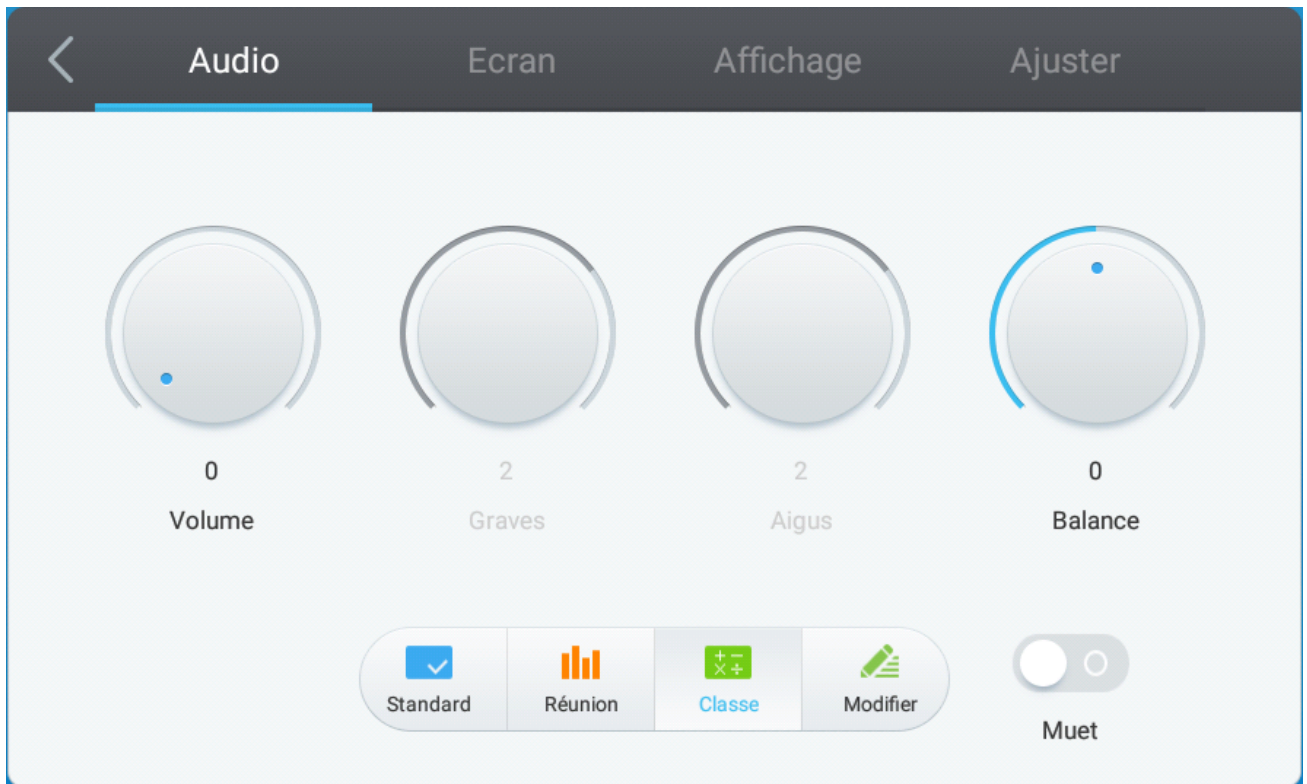 Audio Ecran Affichage Ajuster
0 2 2 0
Volume Graves Aigus Balance
Standard Réunion Classe Modifier
Muet